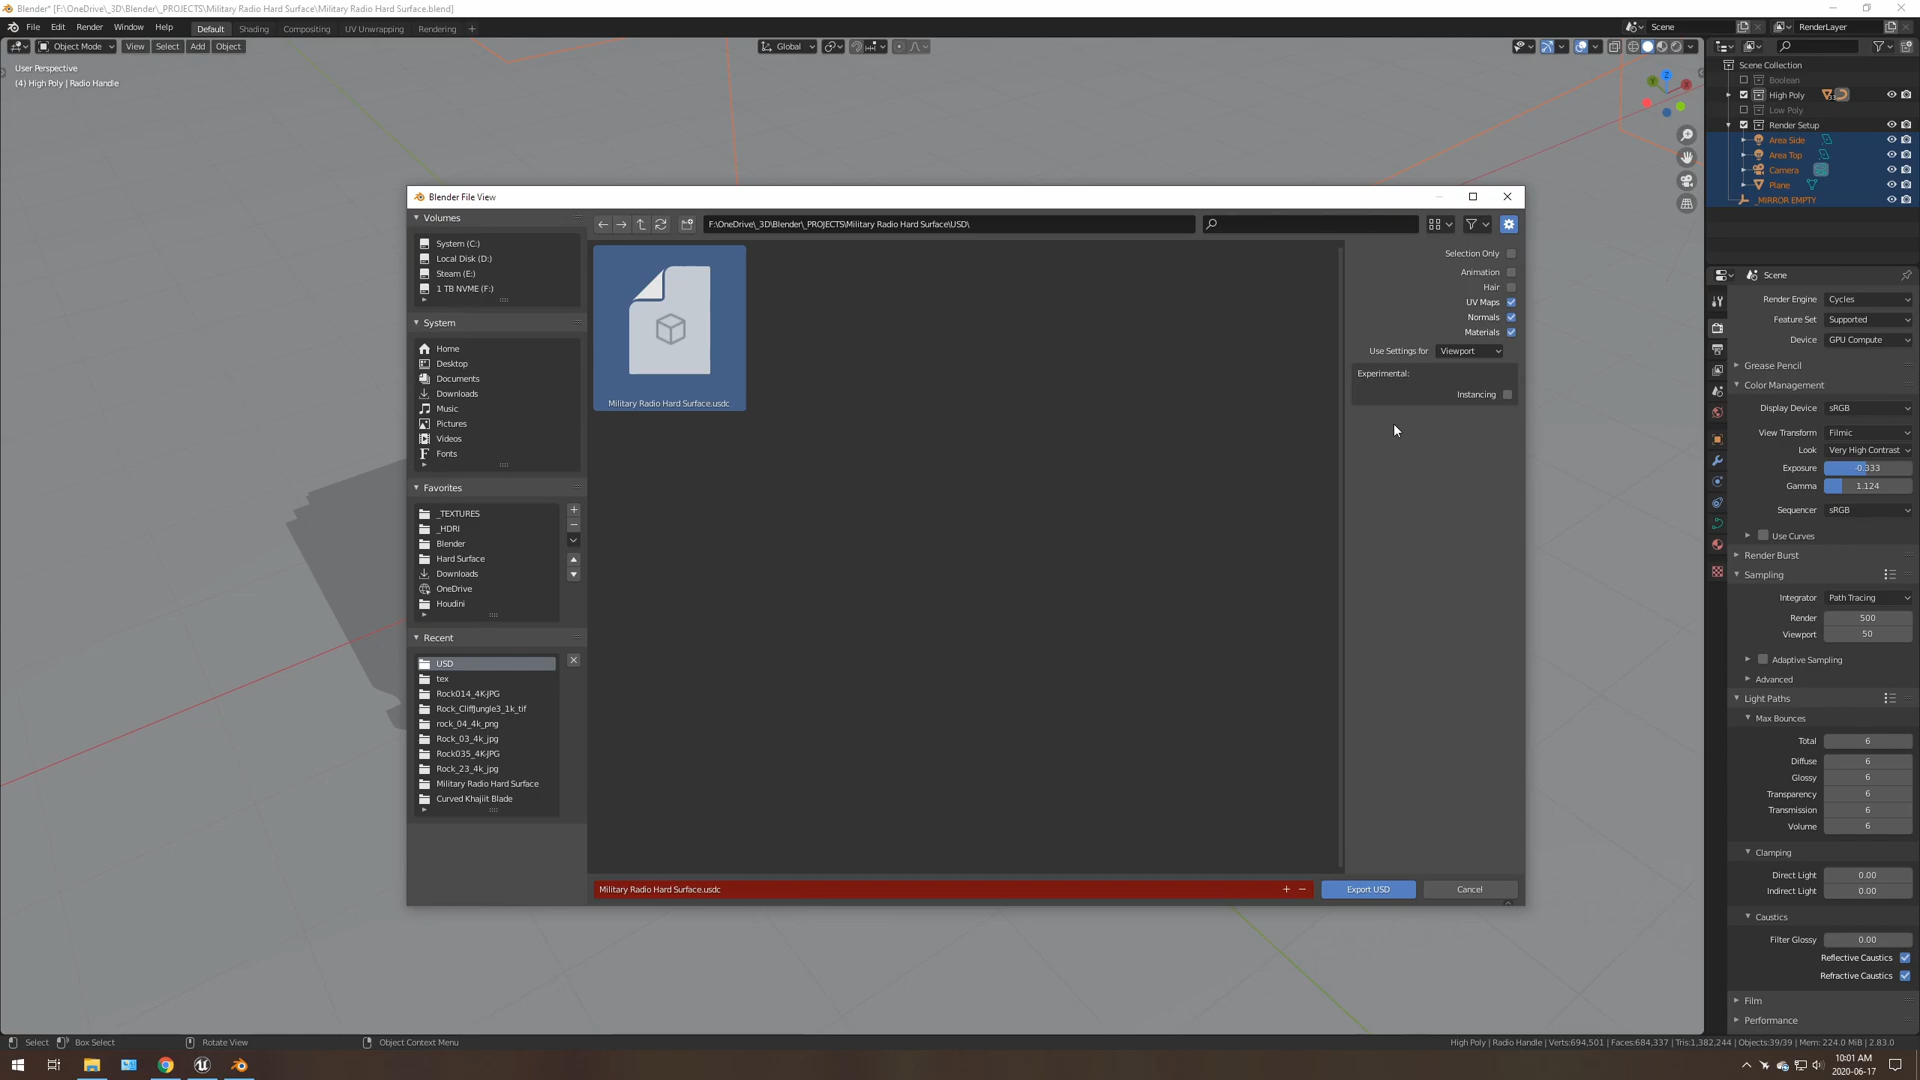 Blender* [F:\OneDrive\_3D\Blender\_PROJECTS\Military Radio Hard Surface\Military Radio Hard Surface.blend]
File Edit Render Window Help Default Shading Compositing UV Unwrapping Rendering + Scene RenderLayer
Object Mode View Select Add Object Global
User Perspective
(4) High Poly | Radio Handle
Scene Collection
Boolean
High Poly
Low Poly
Render Setup
Area Side
Area Top
Camera
Plane
_MIRROR EMPTY
Blender File View
Volumes
System (C:)
Local Disk (D:)
Steam (E:)
1 TB NVME (F:)
System
Home
Desktop
Documents
Downloads
Music
Pictures
Videos
Fonts
Favorites
_TEXTURES
_HDRI
Blender
Hard Surface
Downloads
OneDrive
Houdini
Recent
USD
tex
Rock014_4K-JPG
Rock_CliffJungle3_1k_tif
rock_04_4k_png
Rock_03_4k_jpg
Rock035_4K-JPG
Rock_23_4k_jpg
Military Radio Hard Surface
Curved Khajiit Blade
F:\OneDrive\_3D\Blender\_PROJECTS\Military Radio Hard Surface\USD\
Military Radio Hard Surface.usdc
Selection Only
Animation
Hair
UV Maps
Normals
Materials
Use Settings for Viewport
Experimental:
Instancing
Military Radio Hard Surface.usdc
Export USD Cancel
Scene
Render Engine Cycles
Feature Set Supported
Device GPU Compute
Grease Pencil
Color Management
Display Device sRGB
View Transform Filmic
Look Very High Contrast
Exposure -0.333
Gamma 1.124
Sequencer sRGB
Use Curves
Render Burst
Sampling
Integrator Path Tracing
Render 500
Viewport 50
Adaptive Sampling
Advanced
Light Paths
Max Bounces
Total 6
Diffuse 6
Glossy 6
Transparency 6
Transmission 6
Volume 6
Clamping
Direct Light 0.00
Indirect Light 0.00
Caustics
Filter Glossy 0.00
Reflective Caustics
Refractive Caustics
Film
Performance
Select Box Select Rotate View Object Context Menu
High Poly | Radio Handle | Verts:694,501 | Faces:684,337 | Tris:1,382,244 | Objects:39/39 | Mem: 224.0 MiB | 2.83.0
10:01 AM
2020-06-17